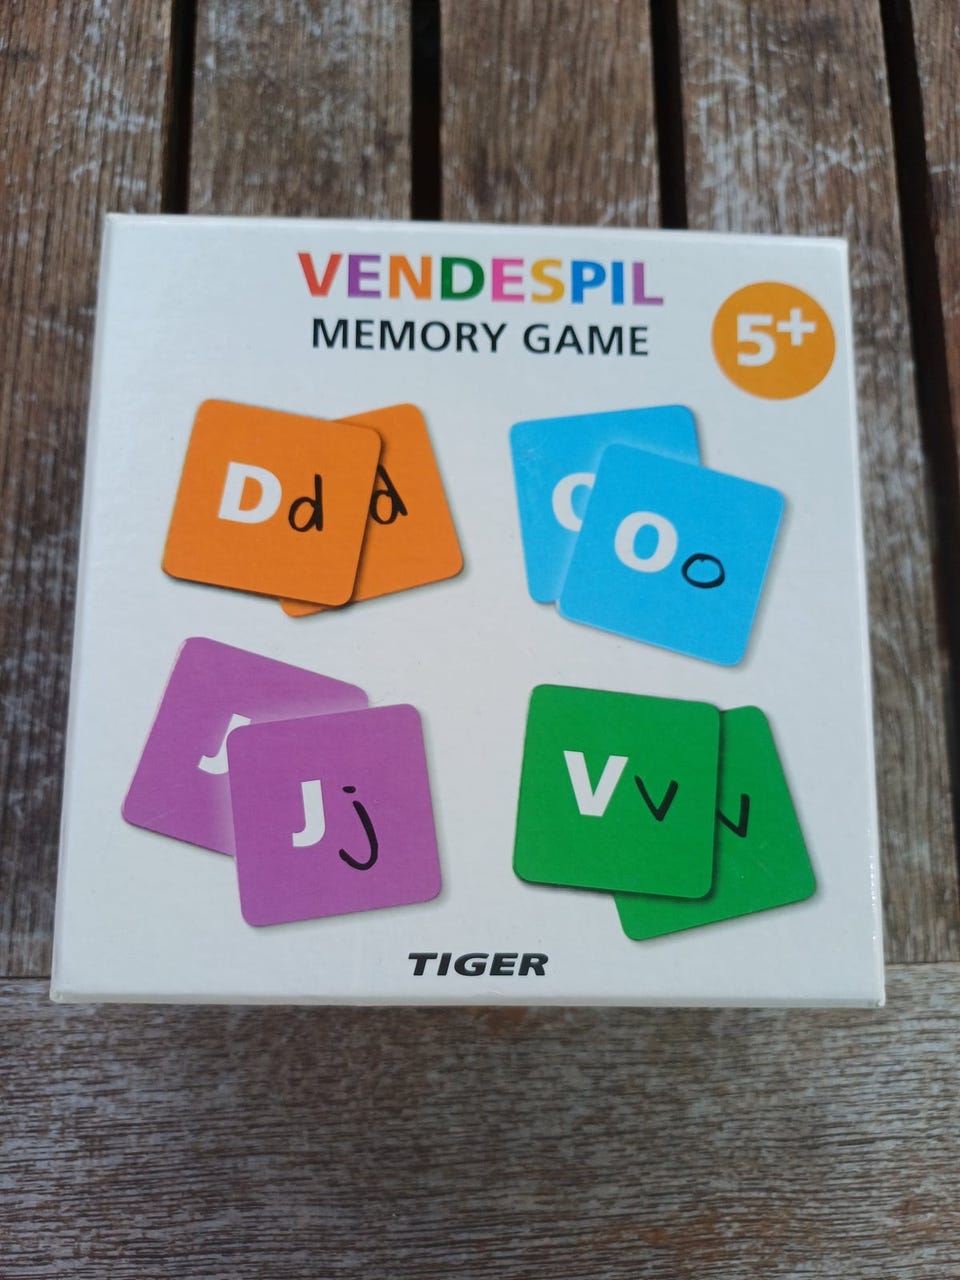 VENDESPIL
MEMORY GAME
5+
Dd
d
O
Oo
J
Jj
Vv
v
TIGER